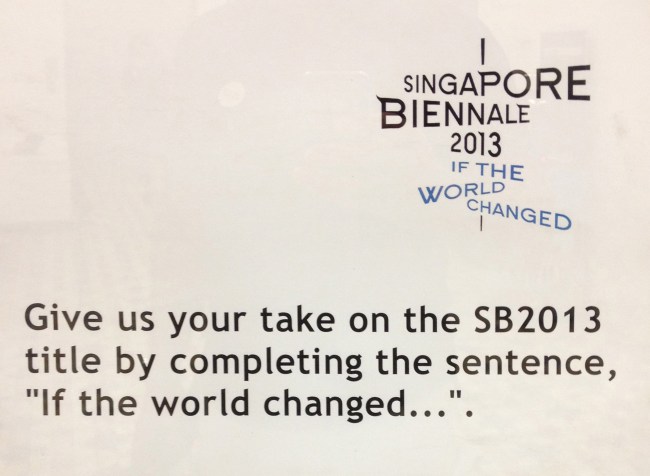 SINGAPORE
BIENNALE
2013
IF THE
WORLD
CHANGED
Give us your take on the SB2013
title by completing the sentence,
"If the world changed...".